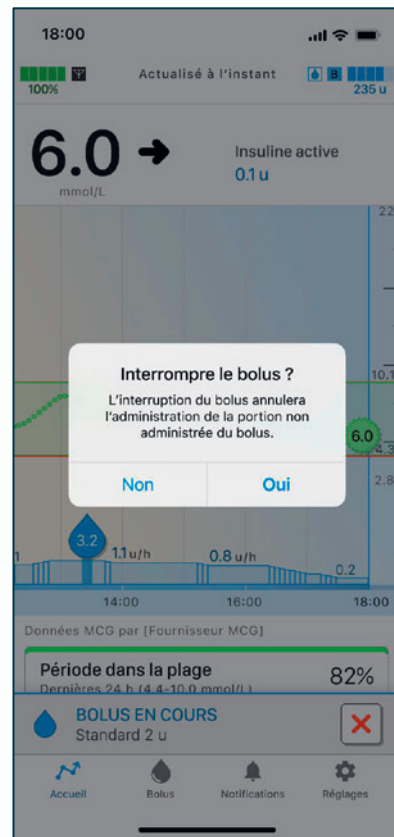 18:00
100%
Actualisé à l'instant
B
235 u
6.0
mmol/L
Insuline active
0.1 u
22
10.1
Interrompre le bolus ?
L'interruption du bolus annulera
l'administration de la portion non
administrée du bolus.
6.0
4.3
Non
Oui
2.8
3.2
1
1.1 u/h
0.8 u/h
0.2
14:00
16:00
18:00
Données MCG par [Fournisseur MCG]
Période dans la plage
82%
Dernières 24 h (4.4-10.0 mmol/L)
BOLUS EN COURS
Standard 2 u
Accueil
Bolus
Notifications
Réglages